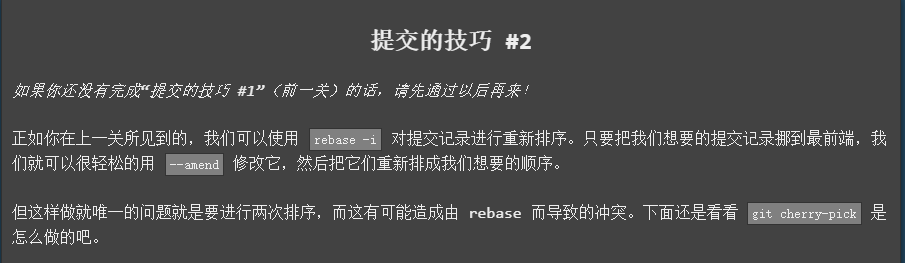 提交的技巧 #2
如果你还没有完成“提交的技巧 #1”（前一关）的话，请先通过以后再来！
正如你在上一关所见到的，我们可以使用 rebase -i 对提交记录进行重新排序。只要把我们想要的提交记录挪到最前端，我
们就可以很轻松的用 --amend 修改它，然后把它们重新排成我们想要的顺序。
但这样做就唯一的问题就是要进行两次排序，而这有可能造成由 rebase 而导致的冲突。下面还是看看 git cherry-pick 是
怎么做的吧。